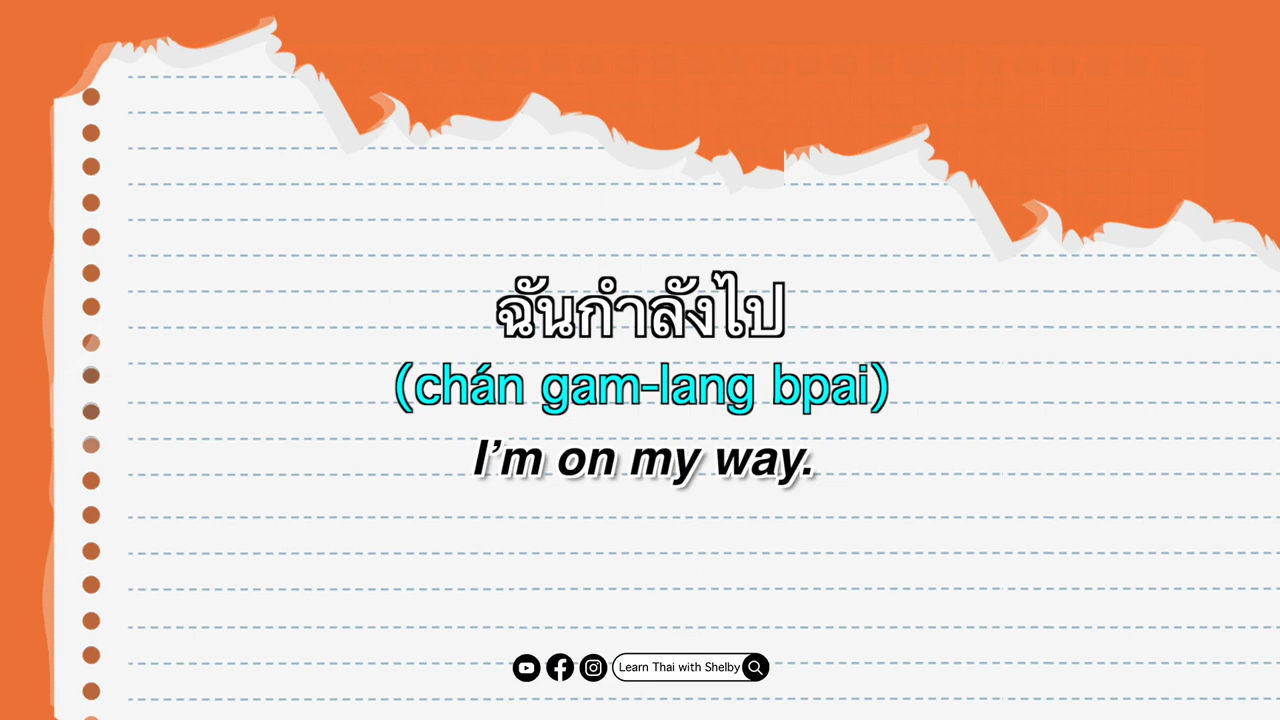 ฉันกำลังไป
(chán gam-lang bpai)
I'm on my way.
Learn Thai with Shelby